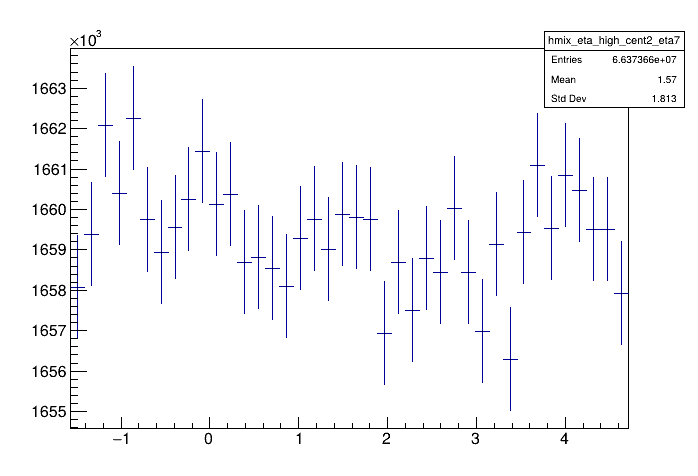 ×10³
hmix_eta_high_cent2_eta7
Entries 6.637366e+07
Mean 1.57
Std Dev 1.813
1663
1662
1661
1660
1659
1658
1657
1656
1655
−1 0 1 2 3 4